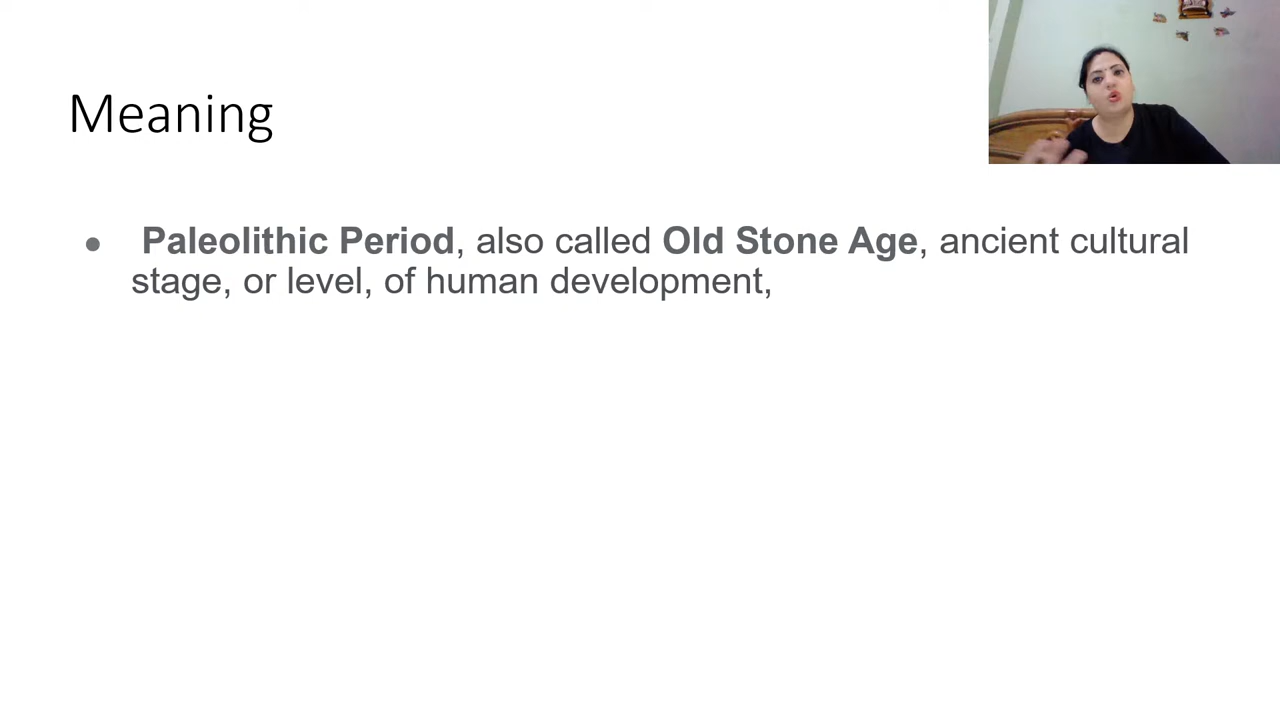 Meaning
● Paleolithic Period, also called Old Stone Age, ancient cultural
stage, or level, of human development,